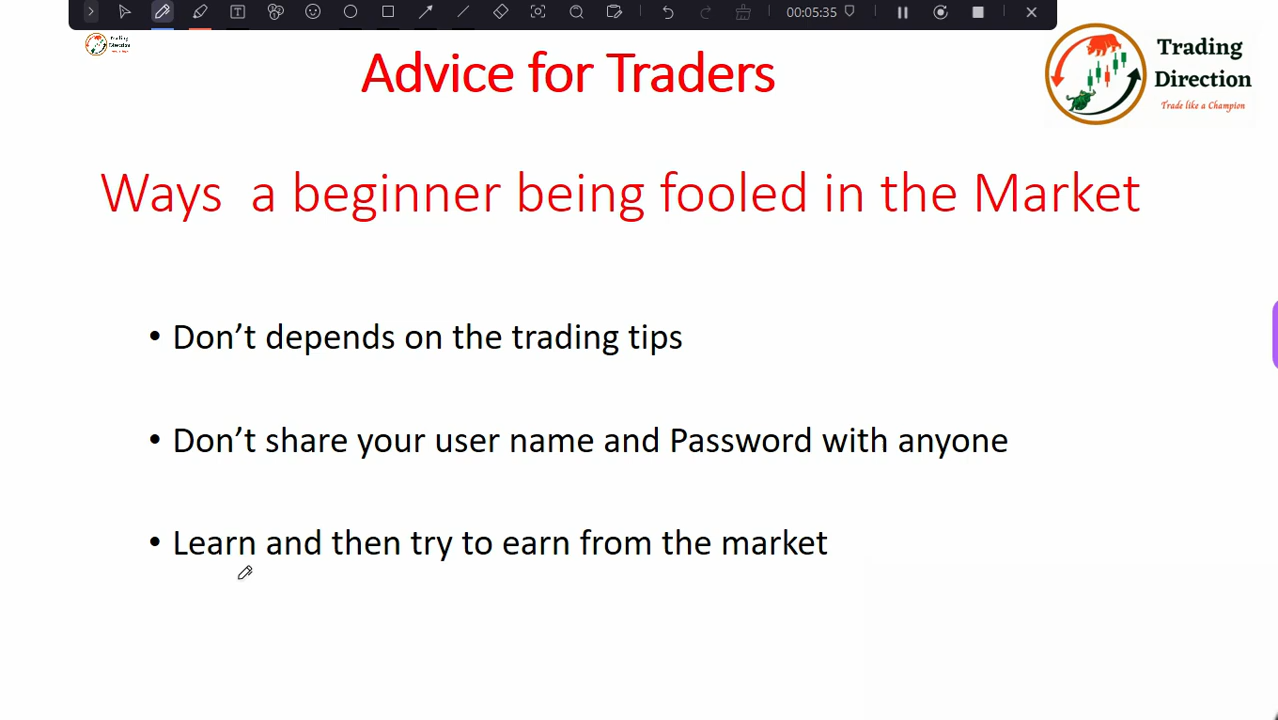 00:05:35
Advice for Traders
Trading
Direction
Trade like a Champion
Ways a beginner being fooled in the Market
• Don’t depends on the trading tips
• Don’t share your user name and Password with anyone
• Learn and then try to earn from the market